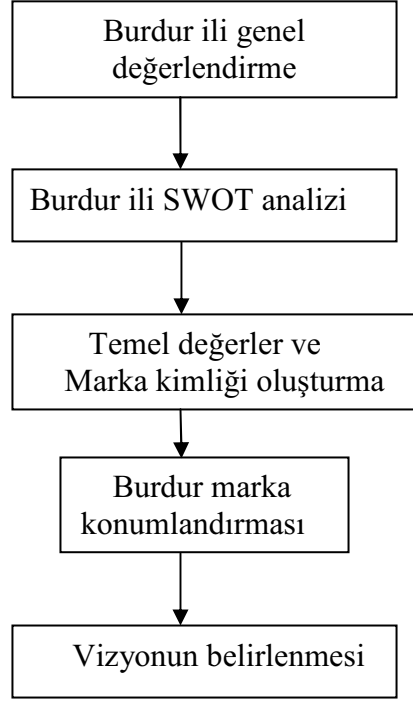 Burdur ili genel
değerlendirme
Burdur ili SWOT analizi
Temel değerler ve
Marka kimliği oluşturma
Burdur marka
konumlandırması
Vizyonun belirlenmesi